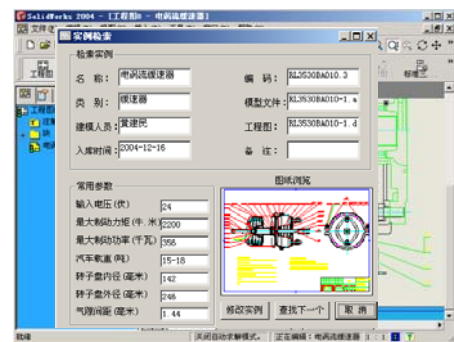 SolidWorks 2004 - [工程图n - 电涡流缓速器]
实例检索
检索实例
名 称: 电涡流缓速器
编 码: RL3530BA010.3
类 别: 缓速器
模型文件: RL3530BA010-1.s
建模人员: 黄建民
工程图: RL3530BA010-1.d
入库时间: 2004-12-16
备 注:
常用参数
图纸浏览
输入电压(伏) 24
最大制动力矩(牛.米) 2200
最大制动功率(千瓦) 356
汽车载重(吨) 15-18
转子盘内径(毫米) 142
转子盘外径(毫米) 246
气隙间距(毫米) 1.44
修改实例 查找下一个 取 消
就绪 关闭自动求解模式。 正在编辑:电涡流缓速器 1 : 1